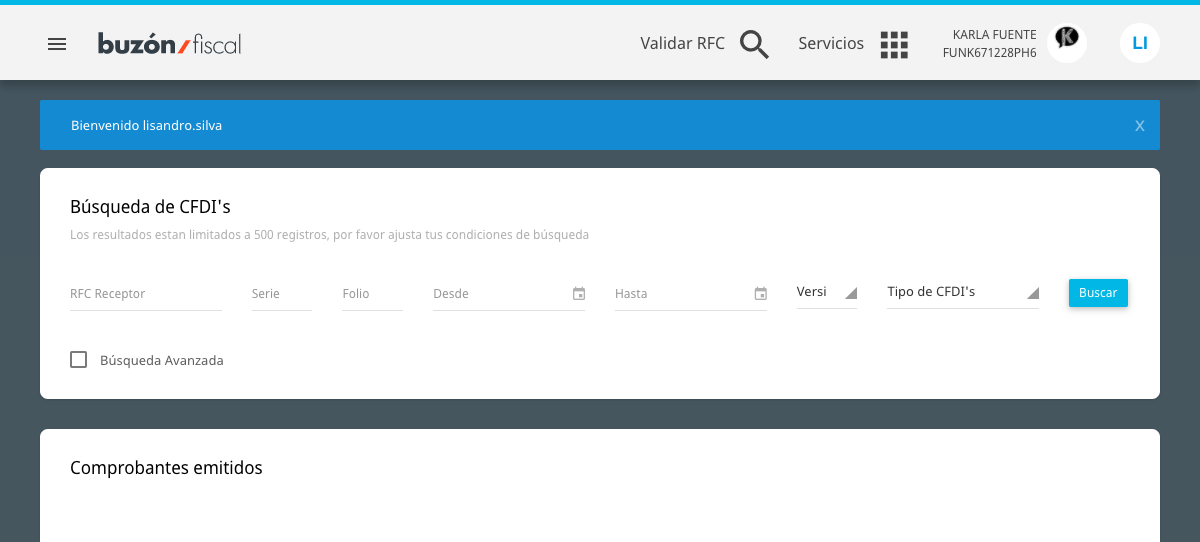 buzón/fiscal
Validar RFC
Servicios
KARLA FUENTE
FUNK671228PH6
K
LI
Bienvenido lisandro.silva
X
Búsqueda de CFDI's
Los resultados estan limitados a 500 registros, por favor ajusta tus condiciones de búsqueda
RFC Receptor
Serie
Folio
Desde
Hasta
Versi
Tipo de CFDI's
Buscar
Búsqueda Avanzada
Comprobantes emitidos